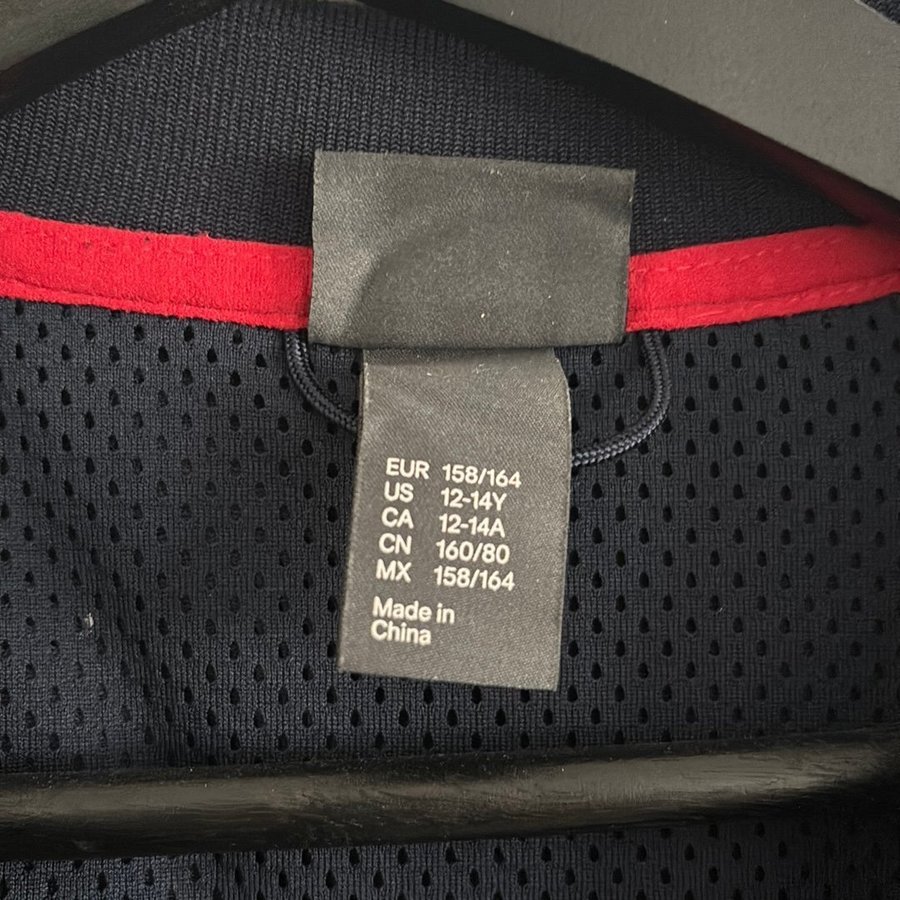 EUR 158/164
US 12-14Y
CA 12-14A
CN 160/80
MX 158/164
Made in
China